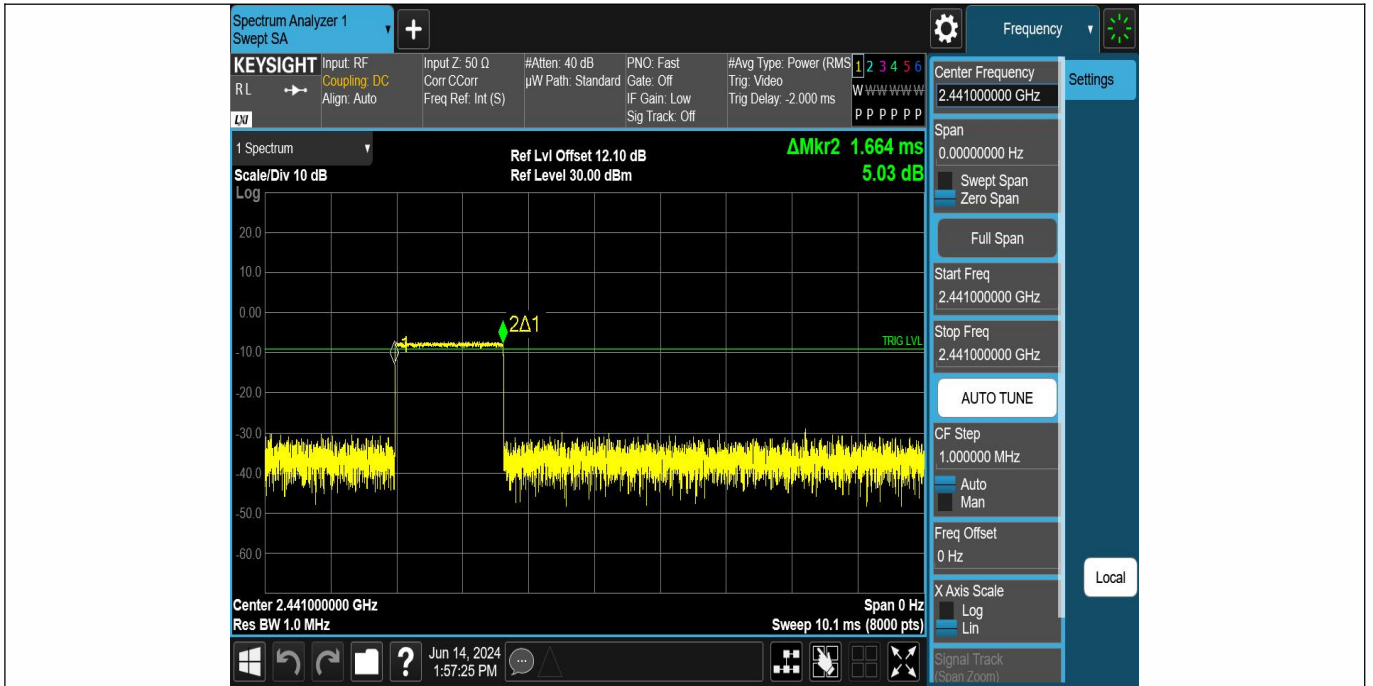 Spectrum Analyzer 1
Swept SA
+
Frequency
KEYSIGHT
RL
LXI
Input: RF
Coupling: DC
Align: Auto
Input Z: 50 Ω
Corr CCorr
Freq Ref: Int (S)
#Atten: 40 dB
µW Path: Standard
PNO: Fast
Gate: Off
IF Gain: Low
Sig Track: Off
#Avg Type: Power (RMS
Trig: Video
Trig Delay: -2.000 ms
1 2 3 4 5 6
W W W W W W
P P P P P P
Center Frequency
2.441000000 GHz
Settings
1 Spectrum
Scale/Div 10 dB
Log
Ref Lvl Offset 12.10 dB
Ref Level 30.00 dBm
ΔMkr2 1.664 ms
5.03 dB
Span
0.00000000 Hz
Swept Span
Zero Span
Full Span
Start Freq
2.441000000 GHz
Stop Freq
2.441000000 GHz
AUTO TUNE
CF Step
1.000000 MHz
Auto
Man
Freq Offset
0 Hz
X Axis Scale
Log
Lin
Signal Track
(Span Zoom)
Local
20.0
10.0
0.00
-10.0
-20.0
-30.0
-40.0
-50.0
-60.0
1
2Δ1
TRIG LVL
Center 2.441000000 GHz
Res BW 1.0 MHz
Span 0 Hz
Sweep 10.1 ms (8000 pts)
?
Jun 14, 2024
1:57:25 PM